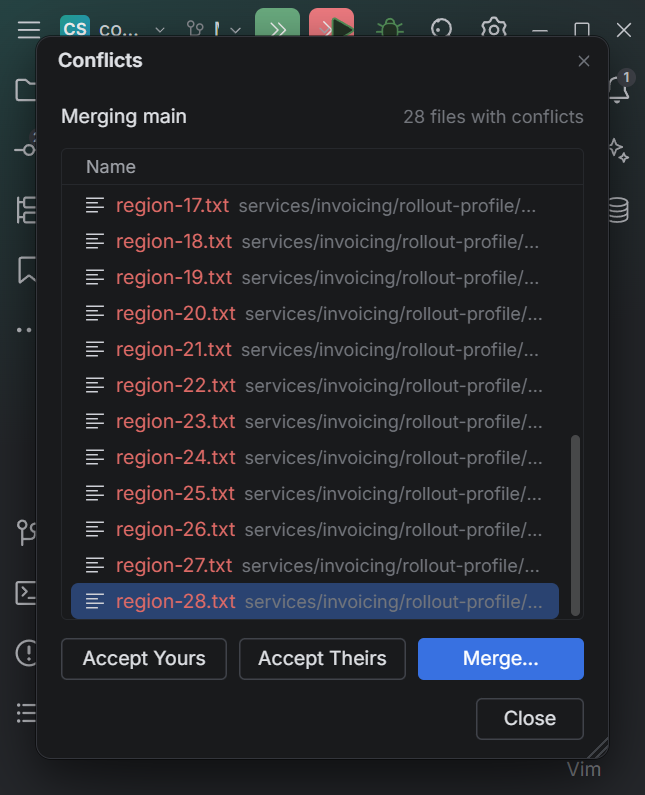 CS co...
Conflicts
1
Merging main
28 files with conflicts
Name
region-17.txt services/invoicing/rollout-profile/...
region-18.txt services/invoicing/rollout-profile/...
region-19.txt services/invoicing/rollout-profile/...
region-20.txt services/invoicing/rollout-profile/...
region-21.txt services/invoicing/rollout-profile/...
region-22.txt services/invoicing/rollout-profile/...
region-23.txt services/invoicing/rollout-profile/...
region-24.txt services/invoicing/rollout-profile/...
region-25.txt services/invoicing/rollout-profile/...
region-26.txt services/invoicing/rollout-profile/...
region-27.txt services/invoicing/rollout-profile/...
region-28.txt services/invoicing/rollout-profile/...
Accept Yours
Accept Theirs
Merge...
Close
Vim